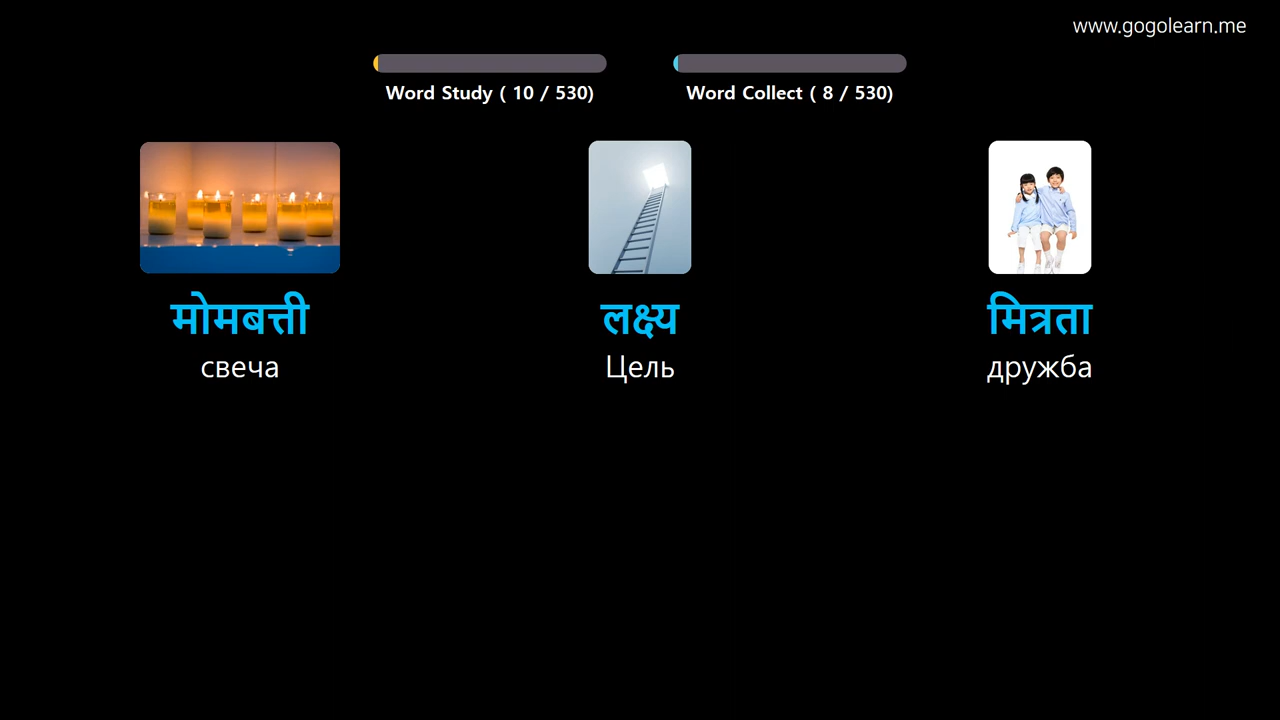 www.gogolearn.me
Word Study ( 10 / 530)
Word Collect ( 8 / 530)
मोमबत्ती
свеча
लक्ष्य
Цель
मित्रता
дружба